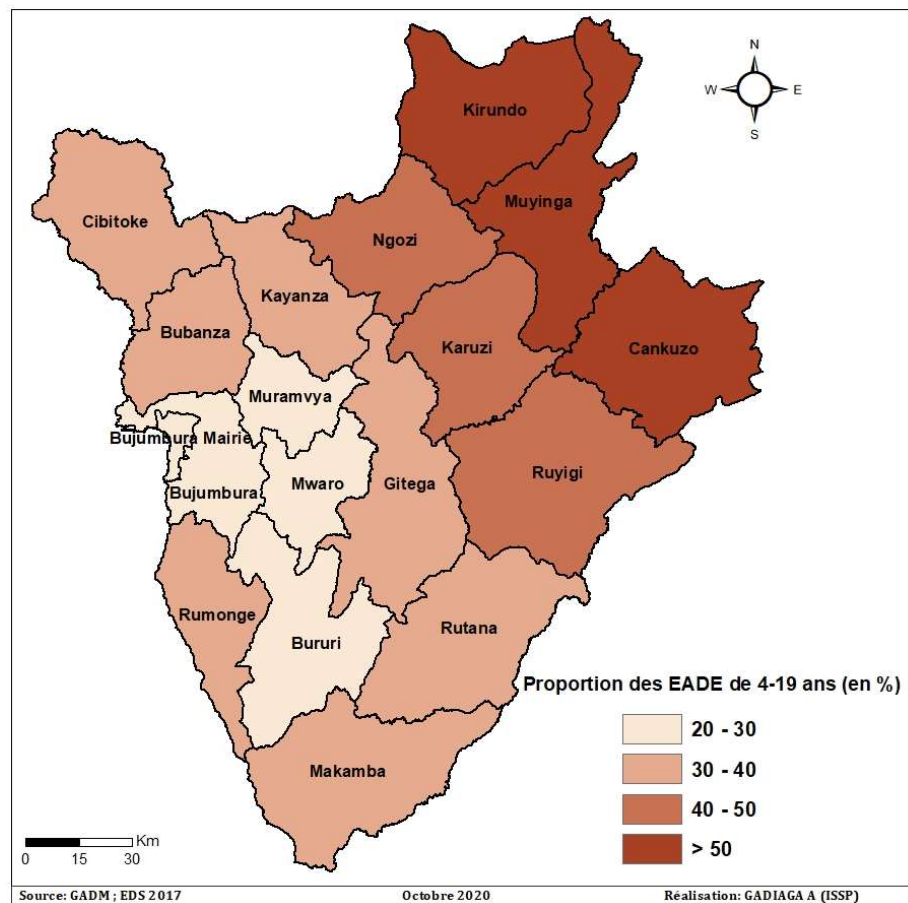 N
W E
S
Kirundo
Muyinga
Cibitoke
Ngozi
Kayanza
Bubanza
Karuzi
Cankuzo
Muramvya
Bujumbura Mairie
Ruyigi
Mwaro
Gitega
Bujumbura
Rumonge
Rutana
Bururi
Makamba
Proportion des EADE de 4-19 ans (en %)
20 - 30
30 - 40
40 - 50
> 50
Km
0 15 30
Source: GADM ; EDS 2017 Octobre 2020 Réalisation: GADIAGA A (ISSP)